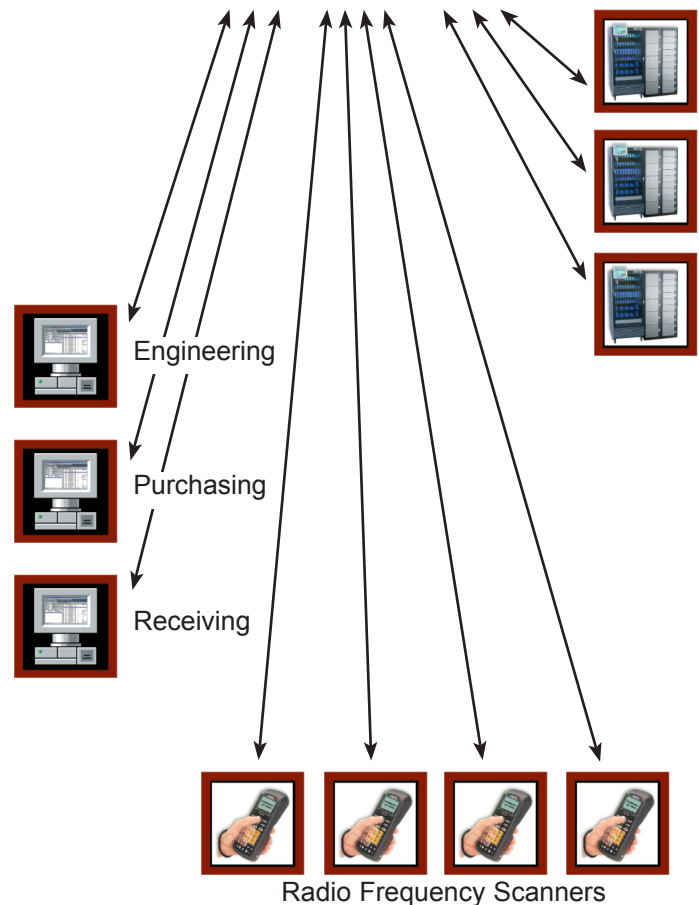 Engineering
Purchasing
Receiving
Radio Frequency Scanners